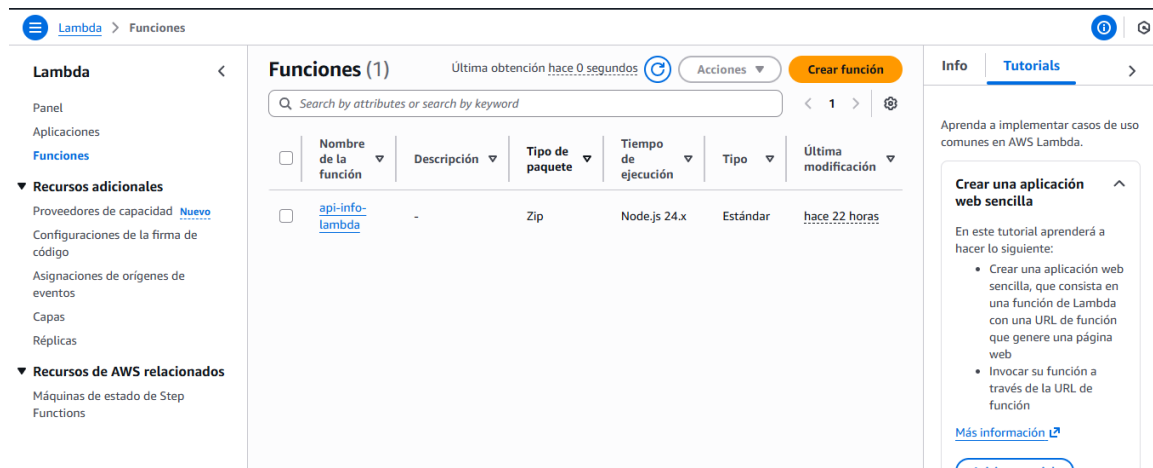 Lambda > Funciones
Lambda
Panel
Aplicaciones
Funciones
Recursos adicionales
Proveedores de capacidad Nuevo
Configuraciones de la firma de
código
Asignaciones de orígenes de
eventos
Capas
Réplicas
Recursos de AWS relacionados
Máquinas de estado de Step
Functions
Funciones (1)
Última obtención hace 0 segundos
Acciones
Crear función
Search by attributes or search by keyword
1
Nombre
de la
función
Descripción
Tipo de
paquete
Tiempo
de
ejecución
Tipo
Última
modificación
api-info-
lambda
-
Zip
Node.js 24.x
Estándar
hace 22 horas
Info
Tutorials
Aprenda a implementar casos de uso
comunes en AWS Lambda.
Crear una aplicación
web sencilla
En este tutorial aprenderá a
hacer lo siguiente:
• Crear una aplicación web
sencilla, que consista en
una función de Lambda
con una URL de función
que genere una página
web
• Invocar su función a
través de la URL de
función
Más información